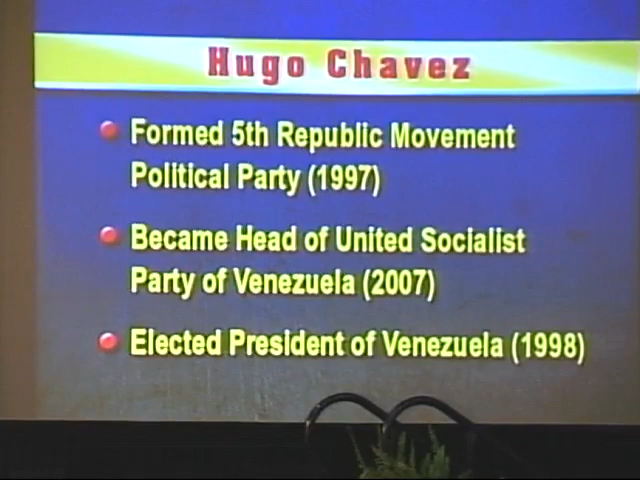 Hugo Chavez
Formed 5th Republic Movement
Political Party (1997)
Became Head of United Socialist
Party of Venezuela (2007)
Elected President of Venezuela (1998)